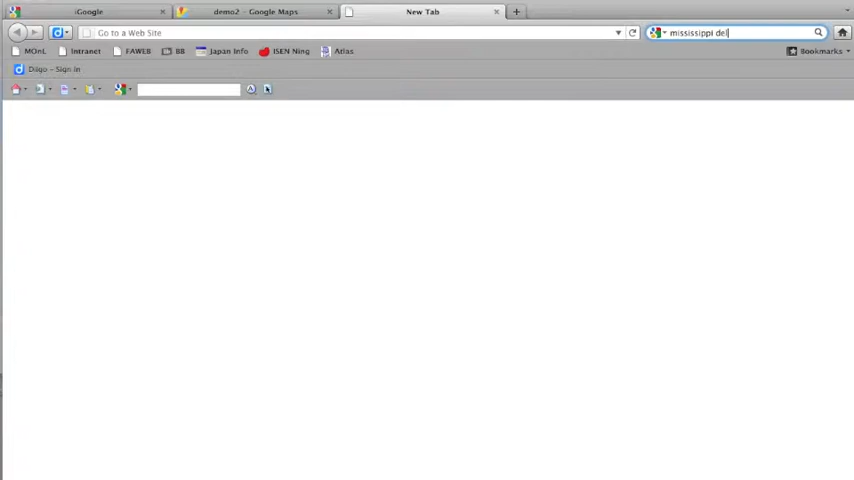 iGoogle
demo2 - Google Maps
New Tab
Go to a Web Site
mississippi del
MOnL Intranet FAWEB BB Japan Info ISEN Ning Atlas Bookmarks
Diigo - Sign In